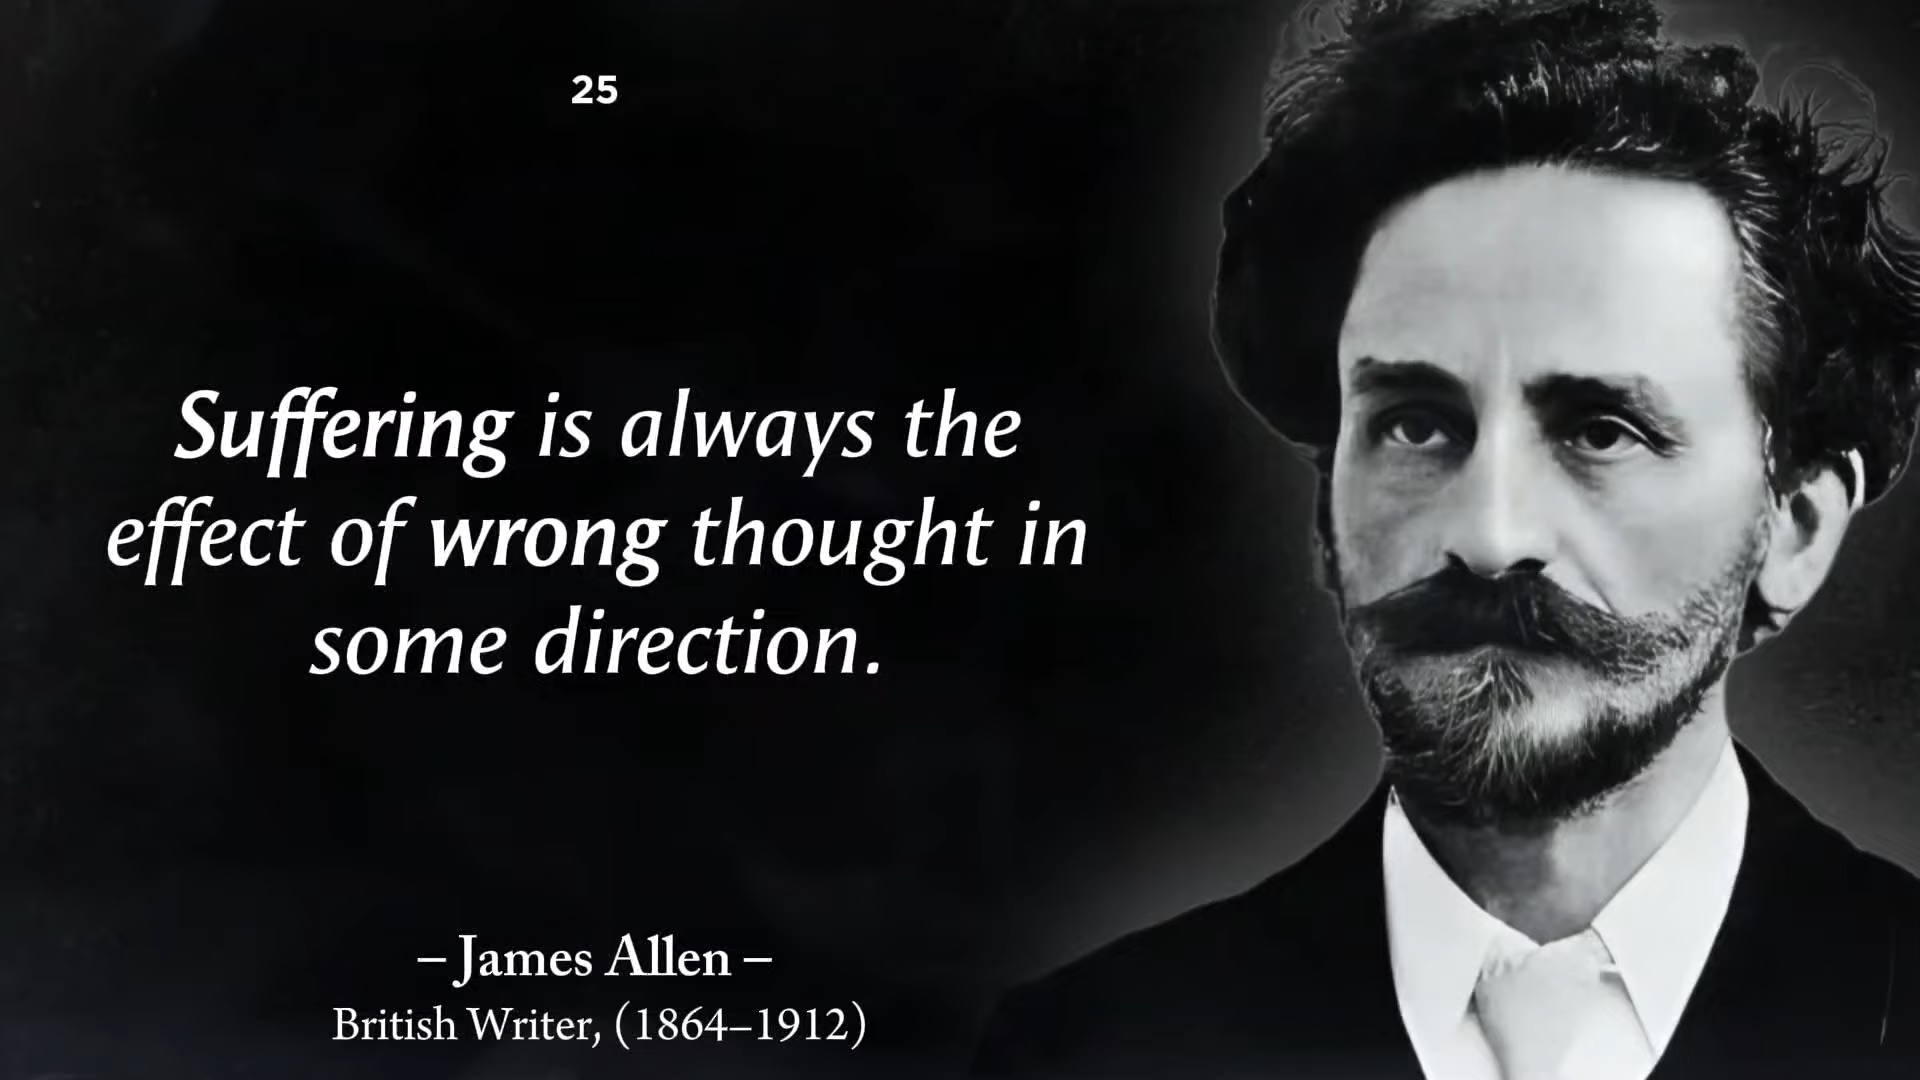 25
Suffering is always the
effect of wrong thought in
some direction.
– James Allen –
British Writer, (1864–1912)